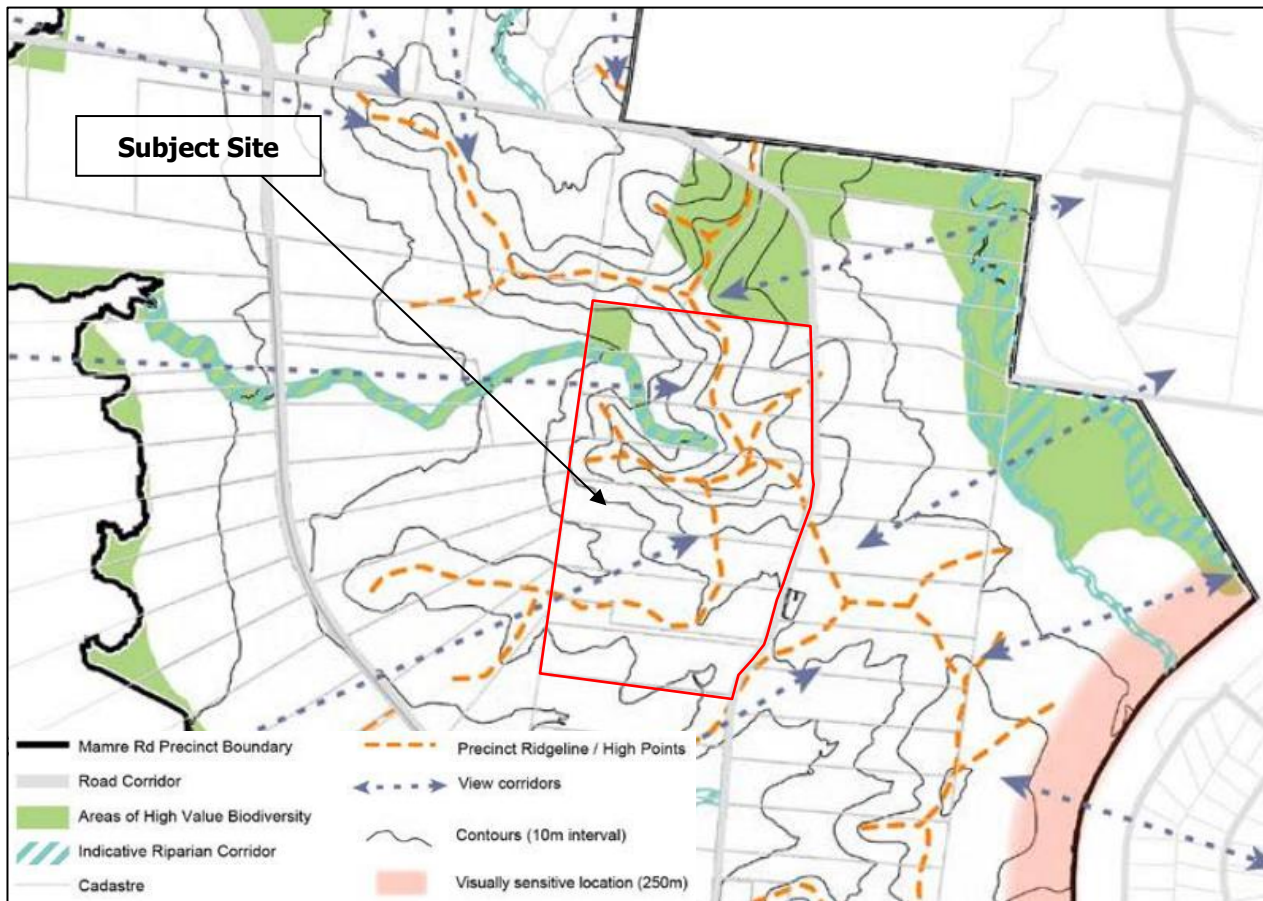 Subject Site
Mamre Rd Precinct Boundary
Road Corridor
Areas of High Value Biodiversity
Indicative Riparian Corridor
Cadastre
Precinct Ridgeline / High Points
View corridors
Contours (10m interval)
Visually sensitive location (250m)